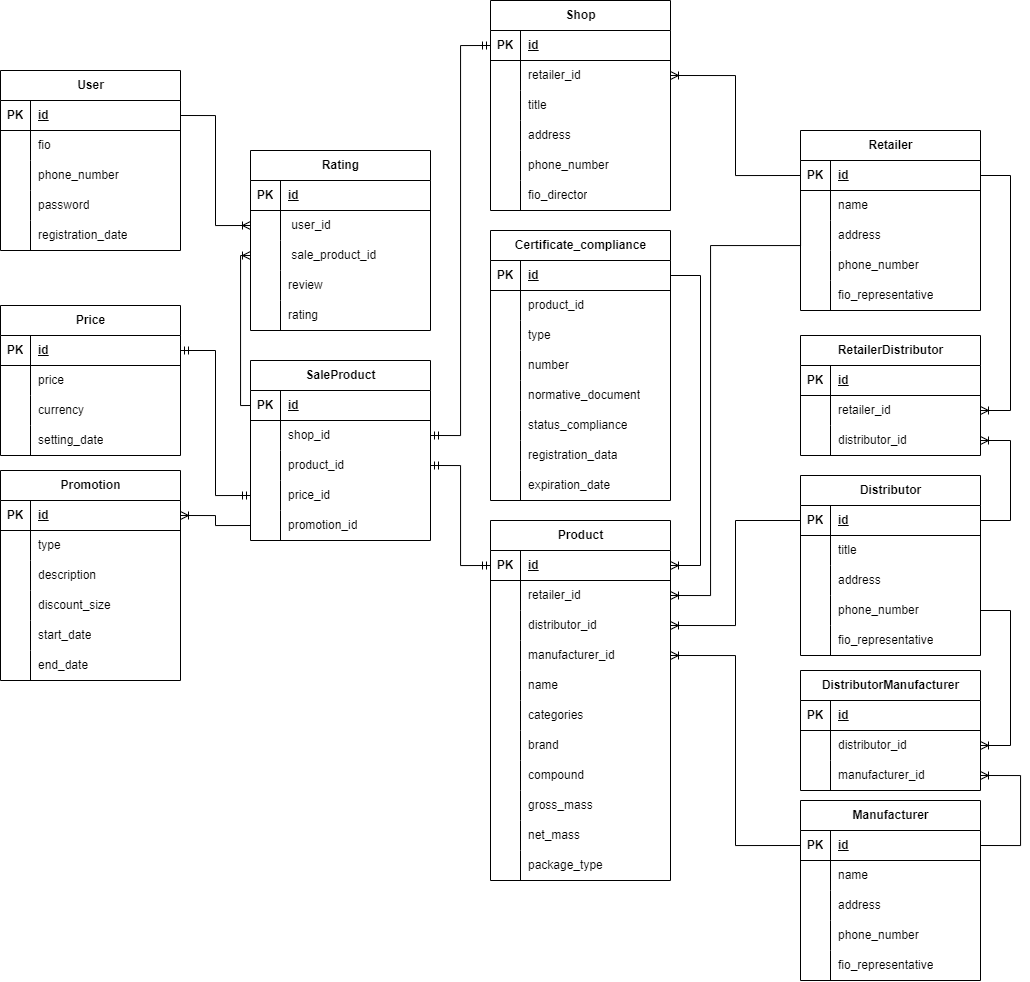 User
PK id
fio
phone_number
password
registration_date
Price
PK id
price
currency
setting_date
Promotion
PK id
type
description
discount_size
start_date
end_date
Rating
PK id
user_id
sale_product_id
review
rating
SaleProduct
PK id
shop_id
product_id
price_id
promotion_id
Shop
PK id
retailer_id
title
address
phone_number
fio_director
Certificate_compliance
PK id
product_id
type
number
normative_document
status_compliance
registration_data
expiration_date
Product
PK id
retailer_id
distributor_id
manufacturer_id
name
categories
brand
compound
gross_mass
net_mass
package_type
Retailer
PK id
name
address
phone_number
fio_representative
RetailerDistributor
PK id
retailer_id
distributor_id
Distributor
PK id
title
address
phone_number
fio_representative
DistributorManufacturer
PK id
distributor_id
manufacturer_id
Manufacturer
PK id
name
address
phone_number
fio_representative